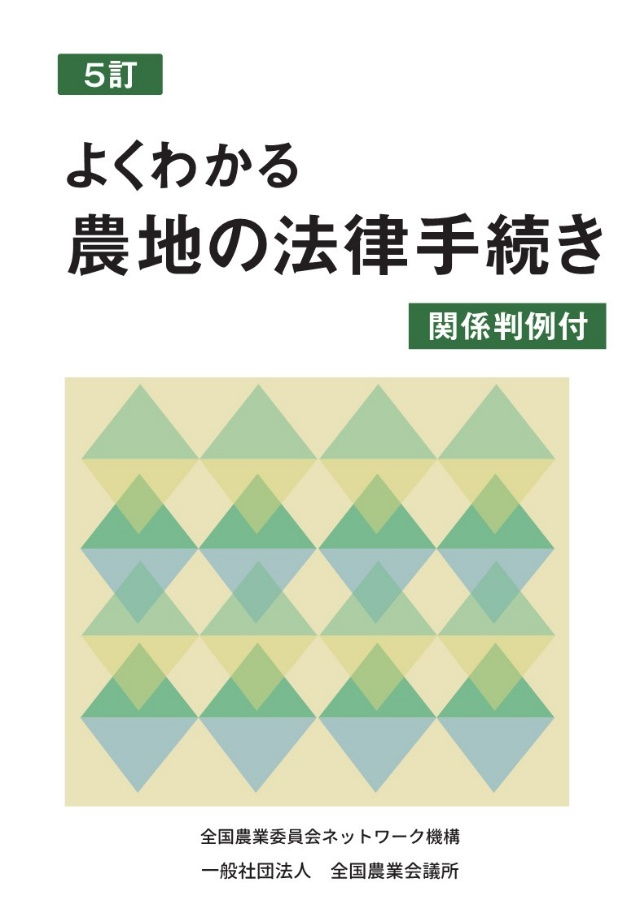 5訂
よくわかる
農地の法律手続き
関係判例付
全国農業委員会ネットワーク機構
一般社団法人　全国農業会議所